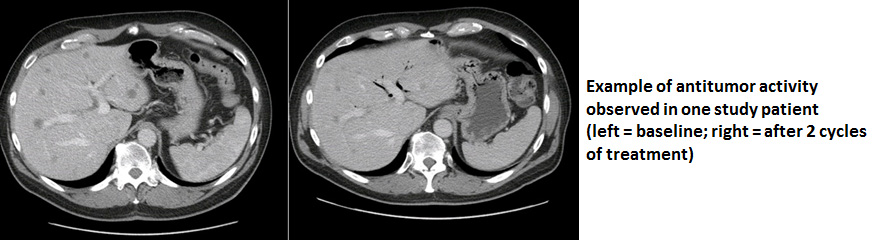 Example of antitumor activity
observed in one study patient
(left = baseline; right = after 2 cycles
of treatment)